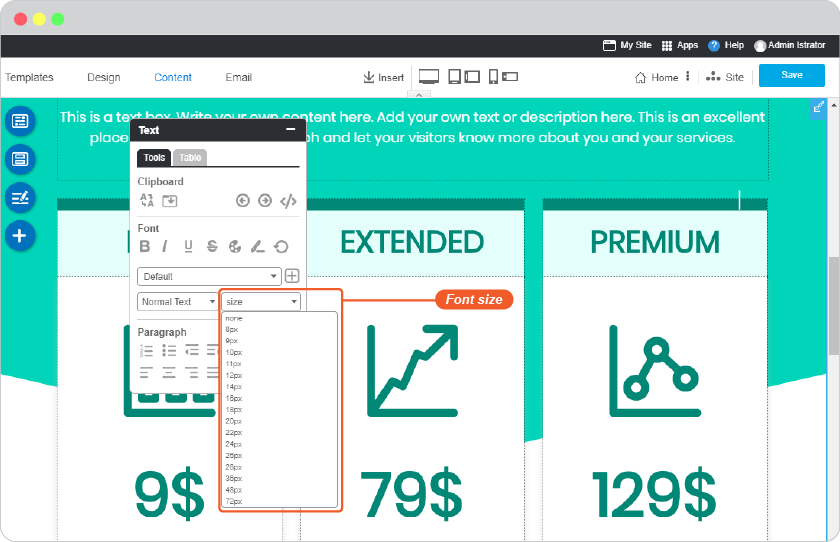 My Site Apps Help Admin Istrator
Templates Design Content Email Insert Home Site Save
This is a text box. Write your own content here. Add your own text or description here. This is an excellent
place ph and let your visitors know more about you and your services.
Text
Tools Table
Clipboard
Font
B I U S
Default
Normal Text size
Font size
none
8px
9px
10px
11px
12px
14px
16px
18px
20px
22px
24px
26px
28px
36px
48px
72px
Paragraph
EXTENDED
PREMIUM
9$
79$
129$